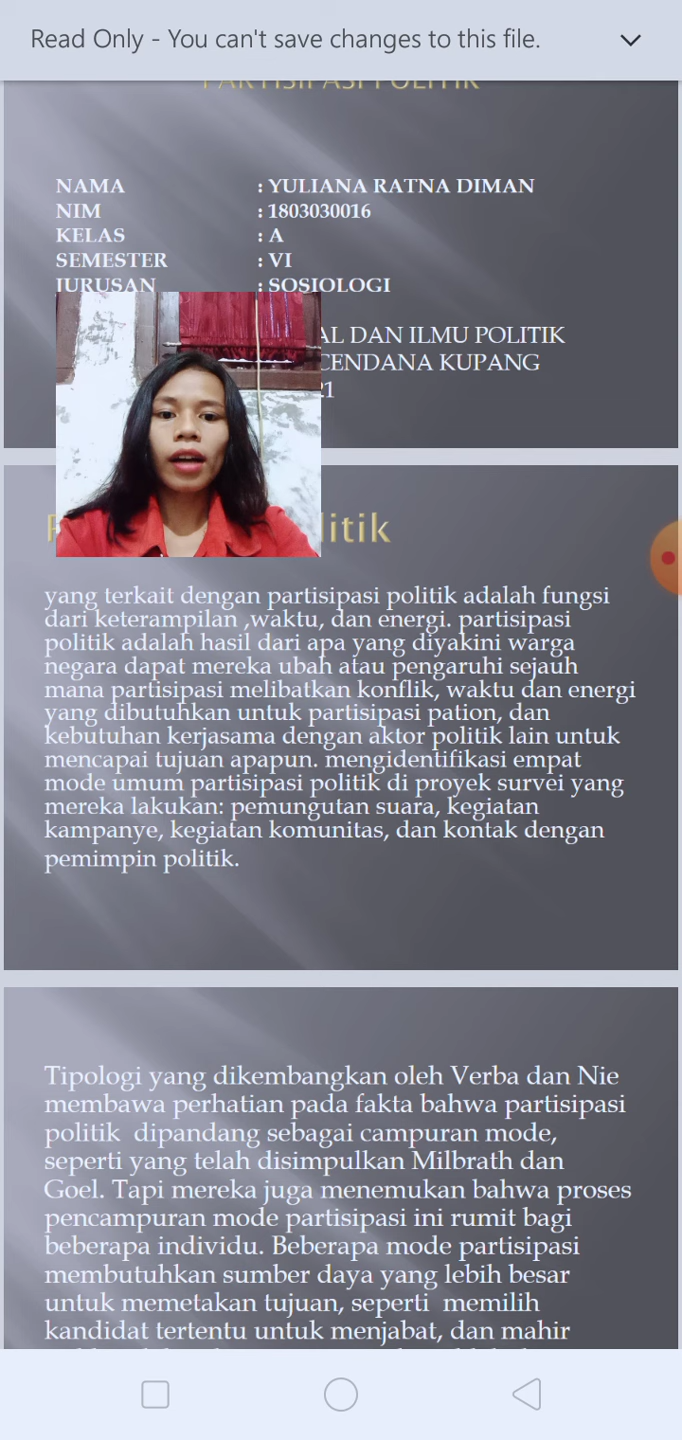 Read Only - You can't save changes to this file.
PARTISIPASI POLITIK
NAMA : YULIANA RATNA DIMAN
NIM : 1803030016
KELAS : A
SEMESTER : VI
JURUSAN : SOSIOLOGI
AL DAN ILMU POLITIK
CENDANA KUPANG
21
litik
yang terkait dengan partisipasi politik adalah fungsi
dari keterampilan ,waktu, dan energi. partisipasi
politik adalah hasil dari apa yang diyakini warga
negara dapat mereka ubah atau pengaruhi sejauh
mana partisipasi melibatkan konflik, waktu dan energi
yang dibutuhkan untuk partisipasi pation, dan
kebutuhan kerjasama dengan aktor politik lain untuk
mencapai tujuan apapun. mengidentifikasi empat
mode umum partisipasi politik di proyek survei yang
mereka lakukan: pemungutan suara, kegiatan
kampanye, kegiatan komunitas, dan kontak dengan
pemimpin politik.
Tipologi yang dikembangkan oleh Verba dan Nie
membawa perhatian pada fakta bahwa partisipasi
politik dipandang sebagai campuran mode,
seperti yang telah disimpulkan Milbrath dan
Goel. Tapi mereka juga menemukan bahwa proses
pencampuran mode partisipasi ini rumit bagi
beberapa individu. Beberapa mode partisipasi
membutuhkan sumber daya yang lebih besar
untuk memetakan tujuan, seperti memilih
kandidat tertentu untuk menjabat, dan mahir